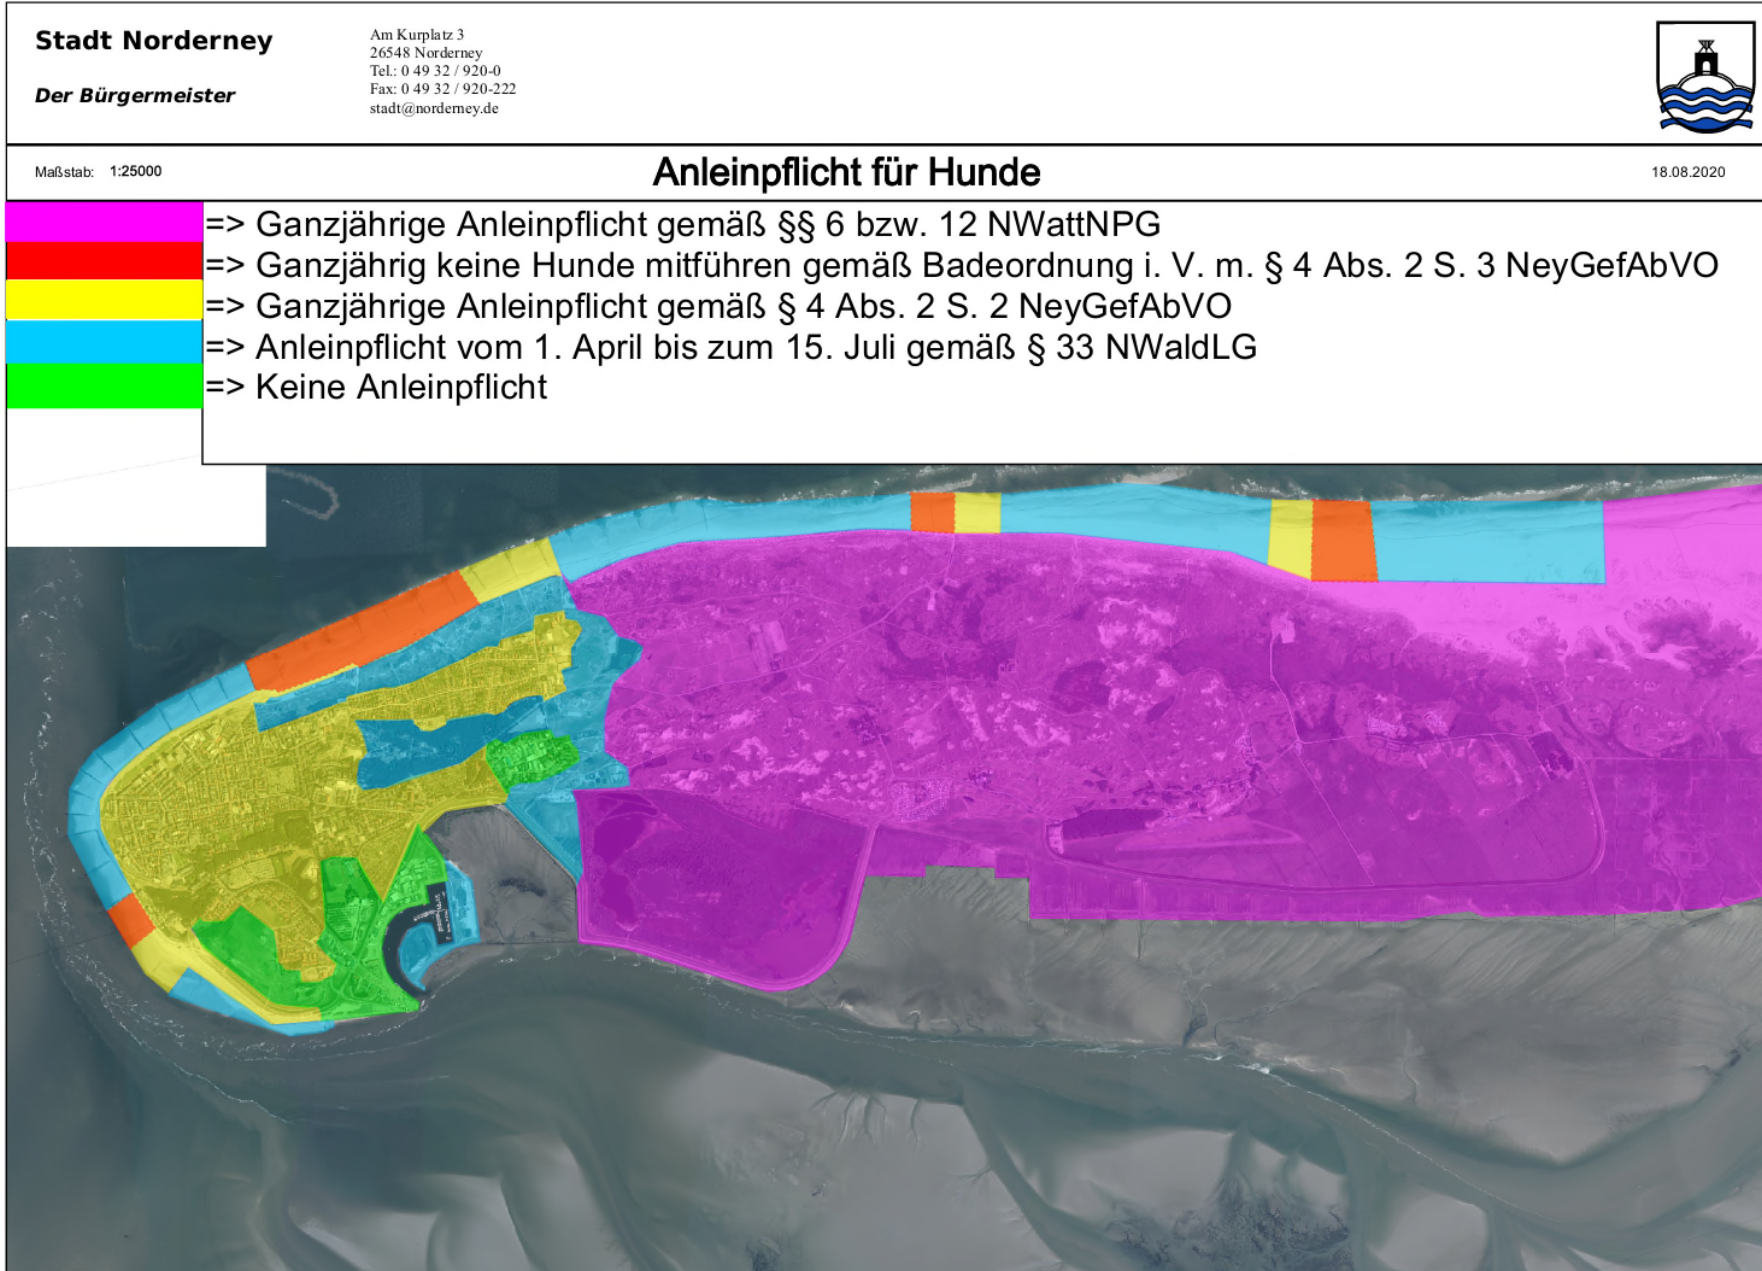 Stadt Norderney
Der Bürgermeister
Am Kurplatz 3
26548 Norderney
Tel.: 0 49 32 / 920-0
Fax: 0 49 32 / 920-222
stadt@norderney.de
Maßstab: 1:25000
Anleinpflicht für Hunde
18.08.2020
=> Ganzjährige Anleinpflicht gemäß §§ 6 bzw. 12 NWattNPG
=> Ganzjährig keine Hunde mitführen gemäß Badeordnung i. V. m. § 4 Abs. 2 S. 3 NeyGefAbVO
=> Ganzjährige Anleinpflicht gemäß § 4 Abs. 2 S. 2 NeyGefAbVO
=> Anleinpflicht vom 1. April bis zum 15. Juli gemäß § 33 NWaldLG
=> Keine Anleinpflicht